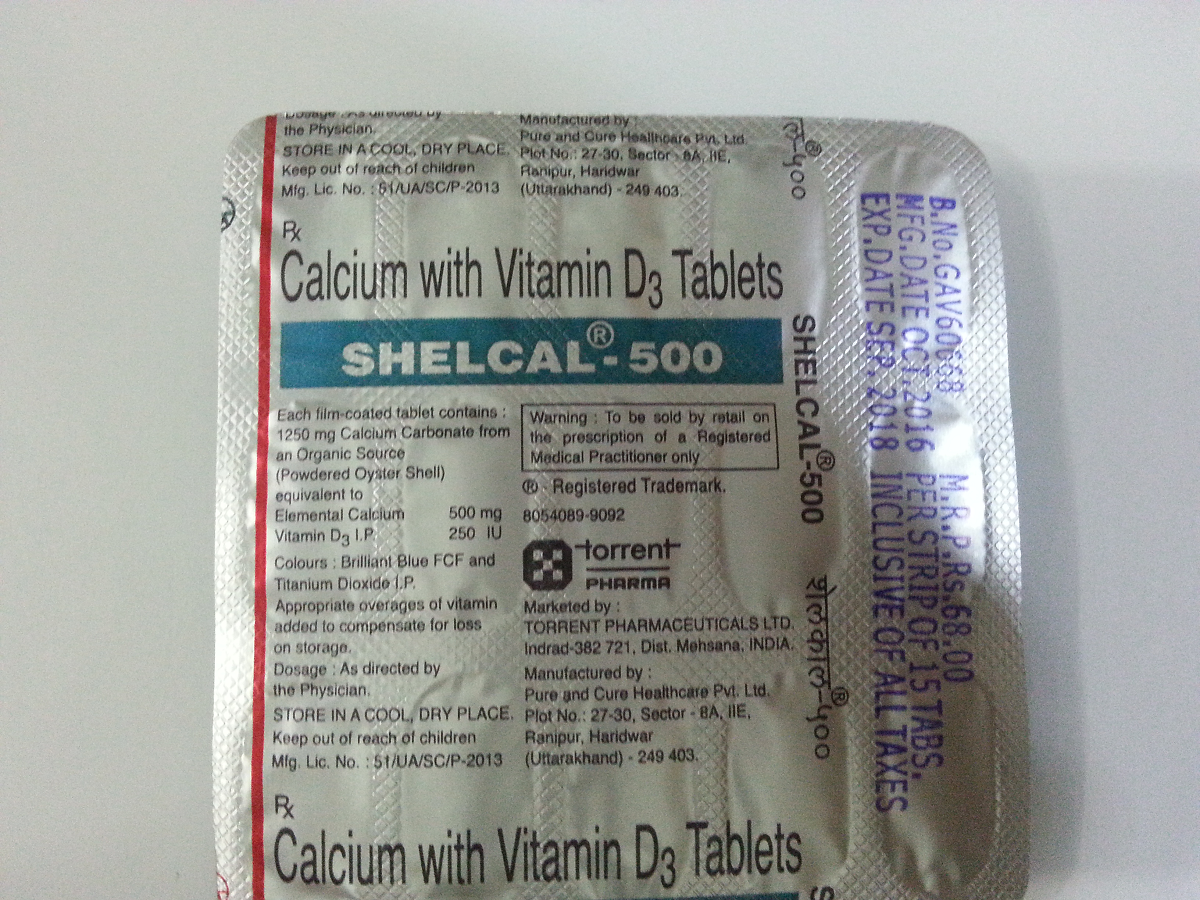 the Physician.
STORE IN A COOL, DRY PLACE.
Keep out of reach of children
Mfg. Lic. No. : 51/UA/SC/P-2013
Manufactured by :
Pure and Cure Healthcare Pvt. Ltd.
Plot No.: 27-30, Sector - 8A, IIE,
Ranipur, Haridwar
(Uttarakhand) - 249 403.
Rx
Calcium with Vitamin D3 Tablets
SHELCAL®-500
Each film-coated tablet contains :
1250 mg Calcium Carbonate from
an Organic Source
(Powdered Oyster Shell)
equivalent to
Elemental Calcium 500 mg
Vitamin D3 I.P. 250 IU
Colours : Brilliant Blue FCF and
Titanium Dioxide I.P.
Appropriate overages of vitamin
added to compensate for loss
on storage.
Dosage : As directed by
the Physician.
STORE IN A COOL, DRY PLACE.
Keep out of reach of children
Mfg. Lic. No. : 51/UA/SC/P-2013
Warning : To be sold by retail on
the prescription of a Registered
Medical Practitioner only
® - Registered Trademark.
8054089-9092
torrent
PHARMA
Marketed by :
TORRENT PHARMACEUTICALS LTD.
Indrad-382 721, Dist. Mehsana, INDIA.
Manufactured by :
Pure and Cure Healthcare Pvt. Ltd.
Plot No.: 27-30, Sector - 8A, IIE,
Ranipur, Haridwar
(Uttarakhand) - 249 403.
Rx
Calcium with Vitamin D3 Tablets
ल®-५००
SHELCAL®-500
शेलकाल®-५००
B.No.GAV60668 M.R.P.Rs.68.00
MFG.DATE OCT.2016 PER STRIP OF 15 TABS.
EXP.DATE SEP.2018 INCLUSIVE OF ALL TAXES